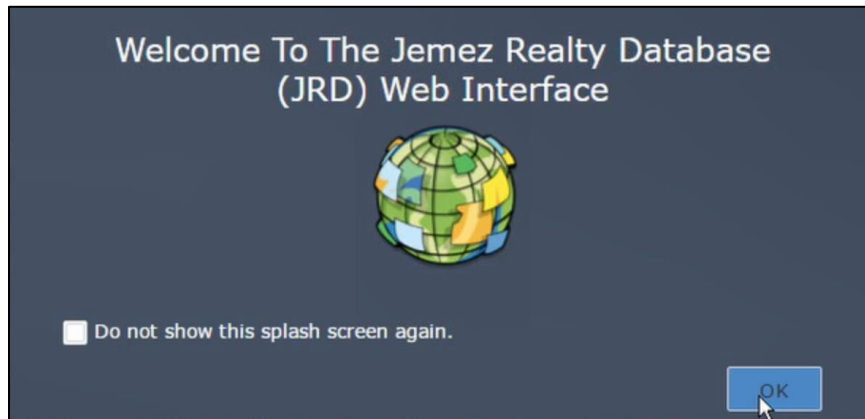 Welcome To The Jemez Realty Database
(JRD) Web Interface
Do not show this splash screen again.
OK